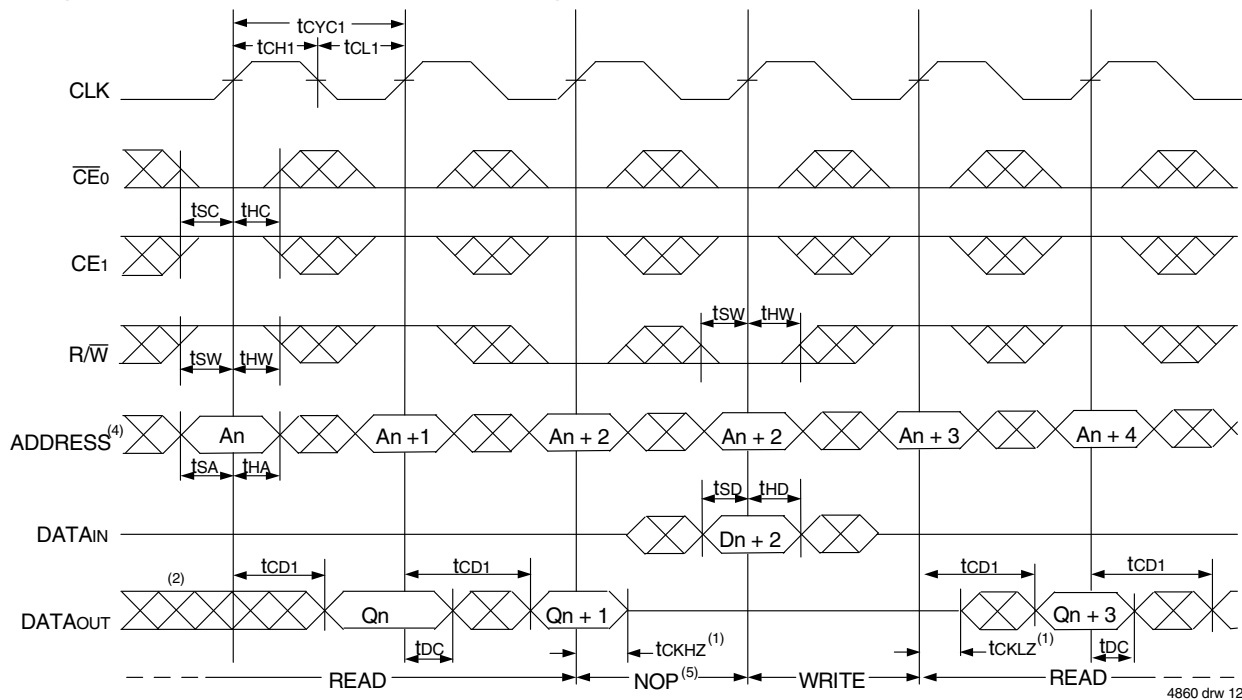 tCYC1
tCH1 tCL1
CLK
CE0
tSC tHC
CE1
tSW tHW
R/W
tSW tHW
ADDRESS(4) An An +1 An + 2 An + 2 An + 3 An + 4
tSA tHA
tSD tHD
DATAIN Dn + 2
(2) tCD1 tCD1 tCD1 tCD1
DATAOUT Qn Qn + 1 Qn + 3
tDC tCKHZ(1) tCKLZ(1) tDC
READ NOP(5) WRITE READ
4860 drw 12